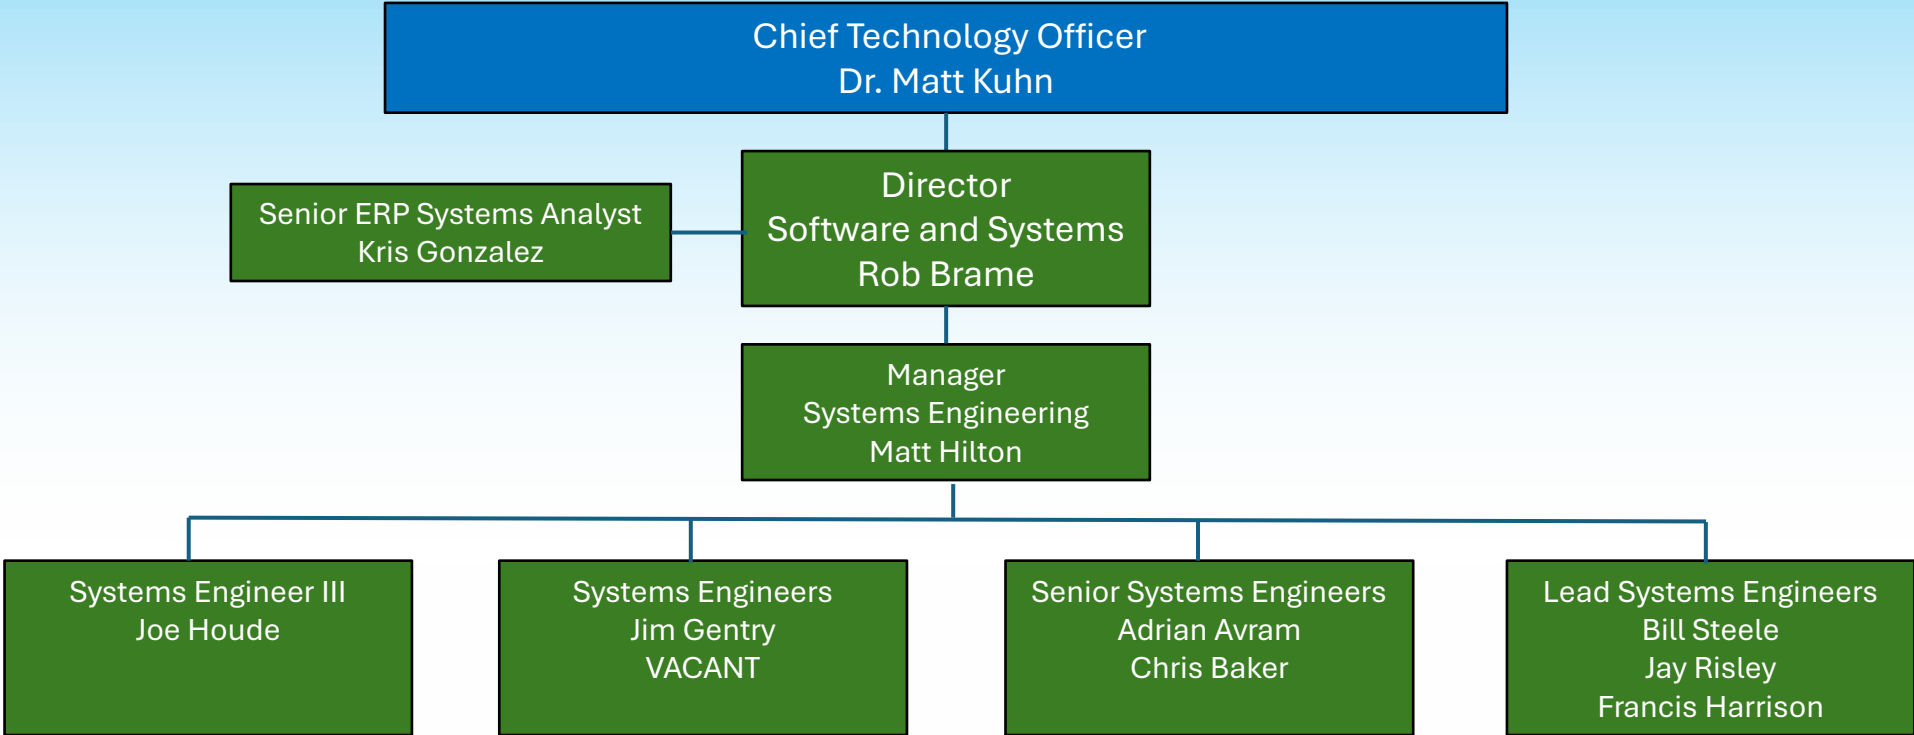 Chief Technology Officer
Dr. Matt Kuhn
Director
Software and Systems
Rob Brame
Senior ERP Systems Analyst
Kris Gonzalez
Manager
Systems Engineering
Matt Hilton
Systems Engineer III
Joe Houde
Systems Engineers
Jim Gentry
VACANT
Senior Systems Engineers
Adrian Avram
Chris Baker
Lead Systems Engineers
Bill Steele
Jay Risley
Francis Harrison